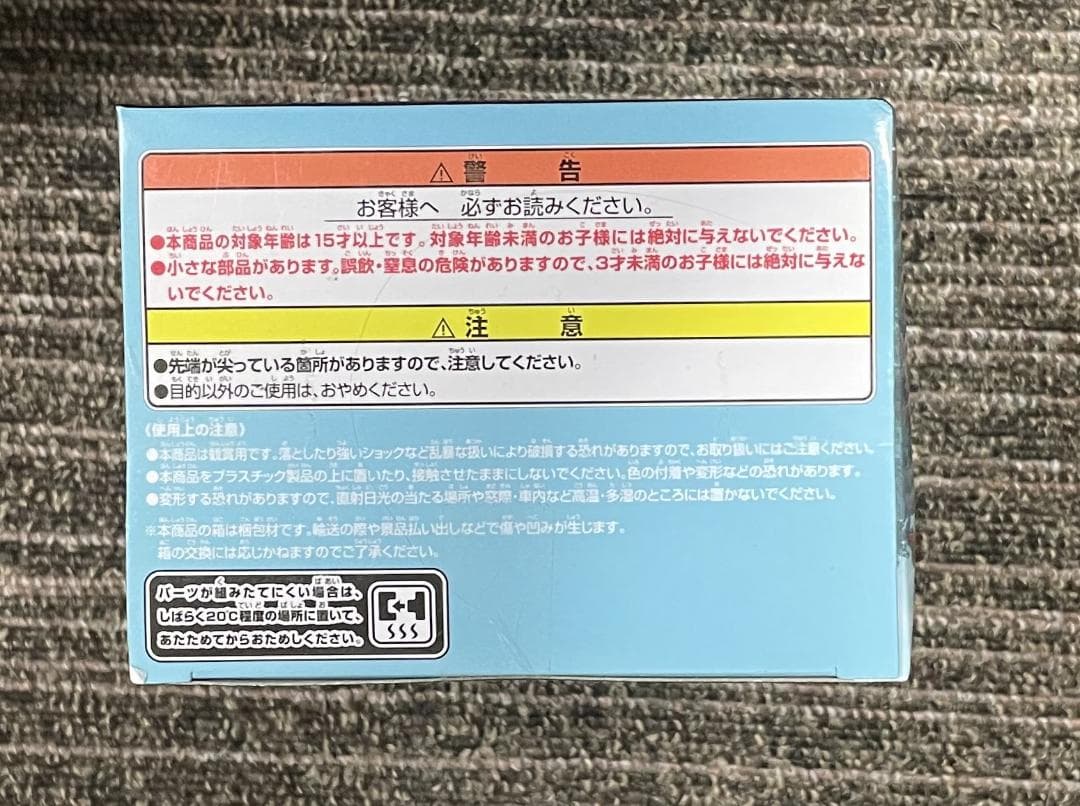 ⚠警告
お客様へ 必ずお読みください。
●本商品の対象年齢は15才以上です。対象年齢未満のお子様には絶対に与えないでください。
●小さな部品があります。誤飲・窒息の危険がありますので、3才未満のお子様には絶対に与えな
いでください。
⚠注意
●先端が尖っている箇所がありますので、注意してください。
●目的以外のご使用は、おやめください。
《使用上の注意》
●本商品は観賞用です。落としたり強いショックなど乱暴な扱いにより破損する恐れがありますので、お取り扱いにはご注意ください。
●本商品をプラスチック製品の上に置いたり、接触させたままにしないでください。色の付着や変形などの恐れがあります。
●変形する恐れがありますので、直射日光の当たる場所や窓際・車内など高温・多湿のところには置かないでください。
※本商品の箱は梱包材です。輸送の際や景品払い出しなどで傷や凹みが生じます。
箱の交換には応じかねますのでご了承ください。
パーツが組みたてにくい場合は、
しばらく20℃程度の場所に置いて、
あたためてからおためしください。